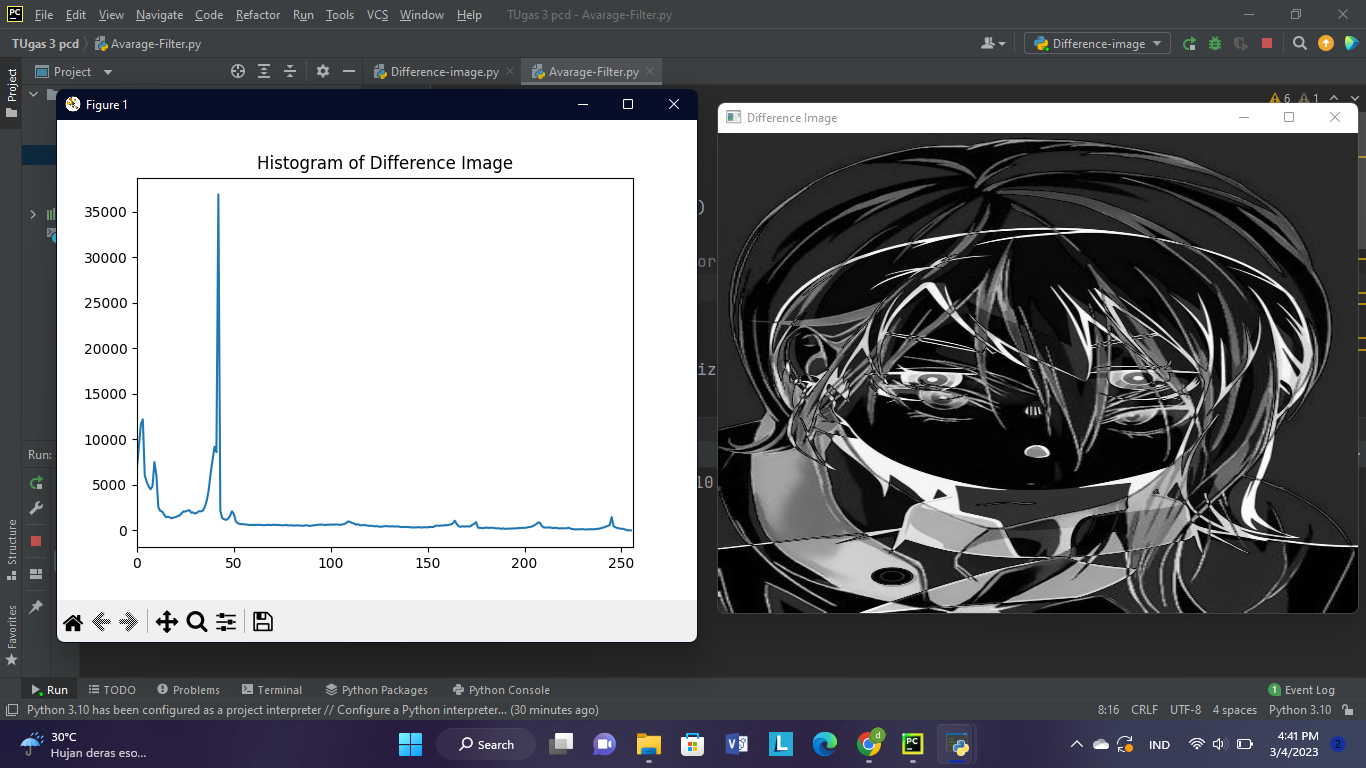 PC File Edit View Navigate Code Refactor Run Tools VCS Window Help TUgas 3 pcd - Avarage-Filter.py
TUgas 3 pcd Avarage-Filter.py Difference-image
Project Project Difference-image.py Avarage-Filter.py
6 1
Figure 1
Difference Image
Histogram of Difference Image
35000
30000
25000
20000
15000
10000
5000
0
0 50 100 150 200 250
)
or
iz
10
Run:
Structure
Favorites
Run TODO Problems Terminal Python Packages Python Console 1 Event Log
Python 3.10 has been configured as a project interpreter // Configure a Python interpreter... (30 minutes ago) 8:16 CRLF UTF-8 4 spaces Python 3.10
30°C
Hujan deras eso...
Search
d
PC
IND
4:41 PM
3/4/2023
2